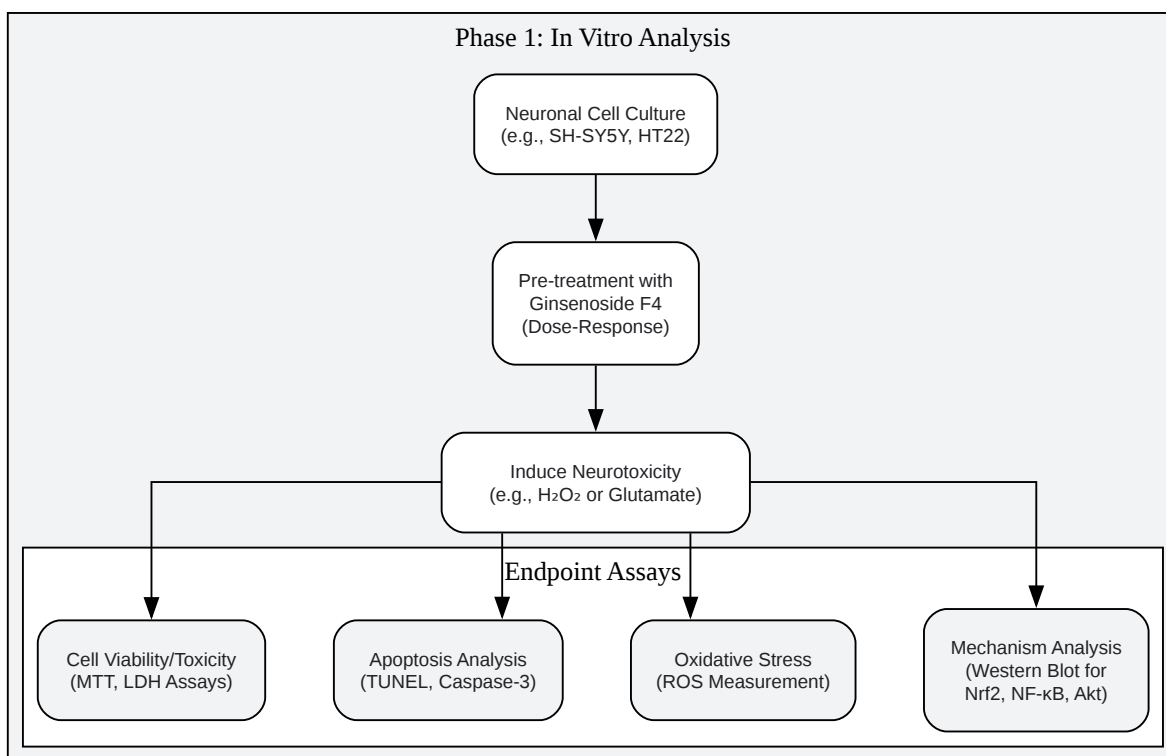 Phase 1: In Vitro Analysis
Neuronal Cell Culture
(e.g., SH-SY5Y, HT22)
Pre-treatment with
Ginsenoside F4
(Dose-Response)
Induce Neurotoxicity
(e.g., H₂O₂ or Glutamate)
Endpoint Assays
Cell Viability/Toxicity
(MTT, LDH Assays)
Apoptosis Analysis
(TUNEL, Caspase-3)
Oxidative Stress
(ROS Measurement)
Mechanism Analysis
(Western Blot for
Nrf2, NF-κB, Akt)